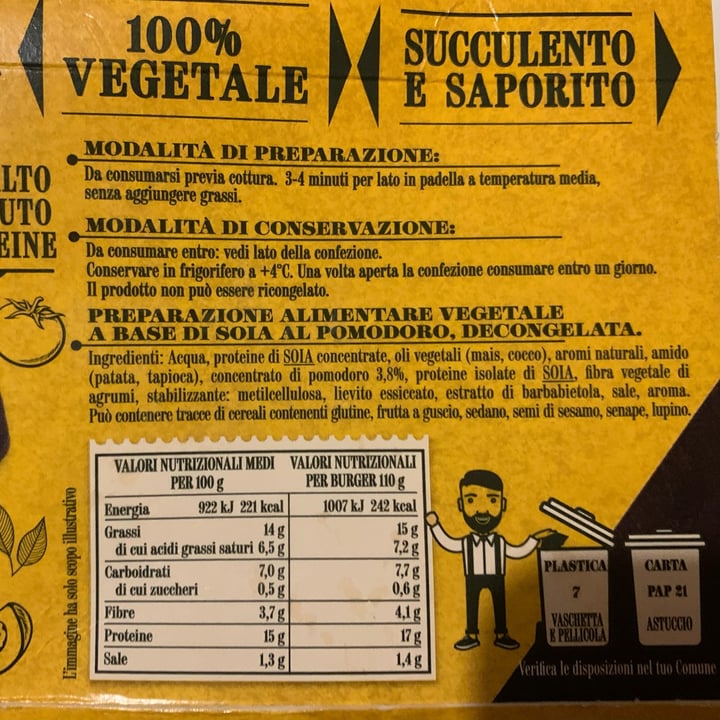 100%
VEGETALE
SUCCULENTO
E SAPORITO
LTO
UTO
EINE
MODALITÀ DI PREPARAZIONE:
Da consumarsi previa cottura. 3-4 minuti per lato in padella a temperatura media,
senza aggiungere grassi.
MODALITÀ DI CONSERVAZIONE:
Da consumare entro: vedi lato della confezione.
Conservare in frigorifero a +4°C. Una volta aperta la confezione consumare entro un giorno.
Il prodotto non può essere ricongelato.
PREPARAZIONE ALIMENTARE VEGETALE
A BASE DI SOIA AL POMODORO, DECONGELATA.
Ingredienti: Acqua, proteine di SOIA concentrate, oli vegetali (mais, cocco), aromi naturali, amido
(patata, tapioca), concentrato di pomodoro 3,8%, proteine isolate di SOIA, fibra vegetale di
agrumi, stabilizzante: metilcellulosa, lievito essiccato, estratto di barbabietola, sale, aroma.
Può contenere tracce di cereali contenenti glutine, frutta a guscio, sedano, semi di sesamo, senape, lupino.
L'immagine ha solo scopo illustrativo
VALORI NUTRIZIONALI MEDI PER 100 g
VALORI NUTRIZIONALI PER BURGER 110 g
Energia 922 kJ 221 kcal 1007 kJ 242 kcal
Grassi 14 g 15 g
di cui acidi grassi saturi 6,5 g 7,2 g
Carboidrati 7,0 g 7,7 g
di cui zuccheri 0,5 g 0,6 g
Fibre 3,7 g 4,1 g
Proteine 15 g 17 g
Sale 1,3 g 1,4 g
PLASTICA
7
VASCHETTA
E PELLICOLA
CARTA
PAP 21
ASTUCCIO
Verifica le disposizioni nel tuo Comune